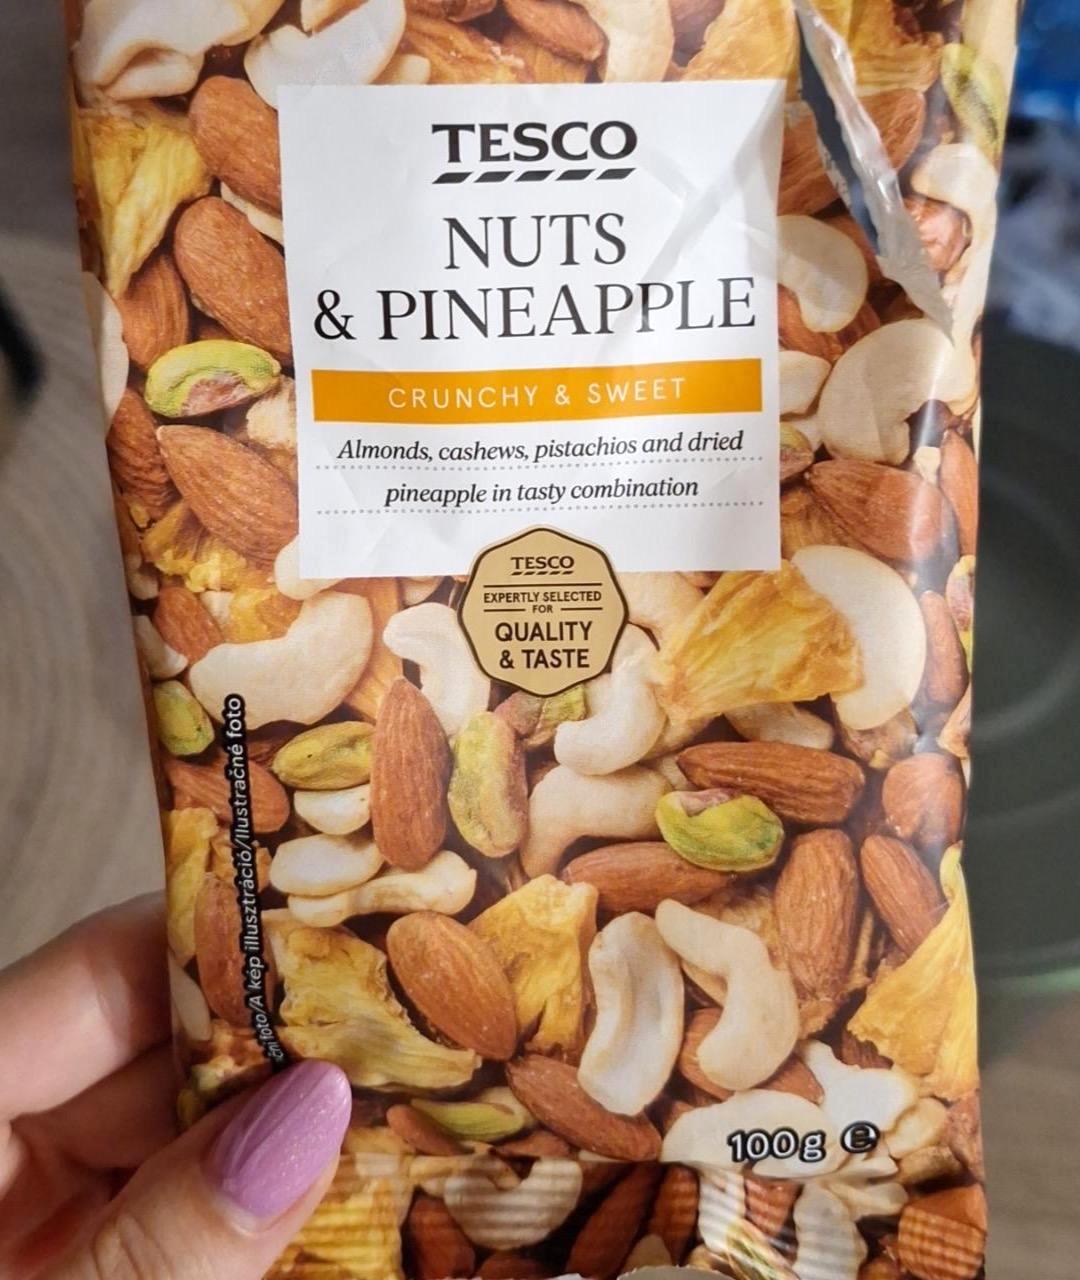 TESCO
NUTS
& PINEAPPLE
CRUNCHY & SWEET
Almonds, cashews, pistachios and dried
pineapple in tasty combination
TESCO
EXPERTLY SELECTED
FOR
QUALITY
& TASTE
foto/A kép illusztráció/Ilustračné foto
100g ℮